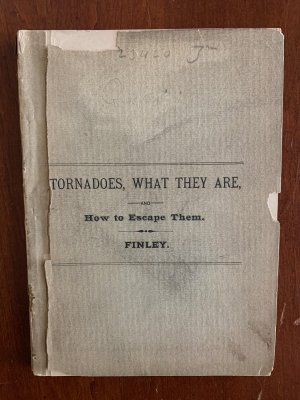 TORNADOES, WHAT THEY ARE,
AND
How to Escape Them.
FINLEY.